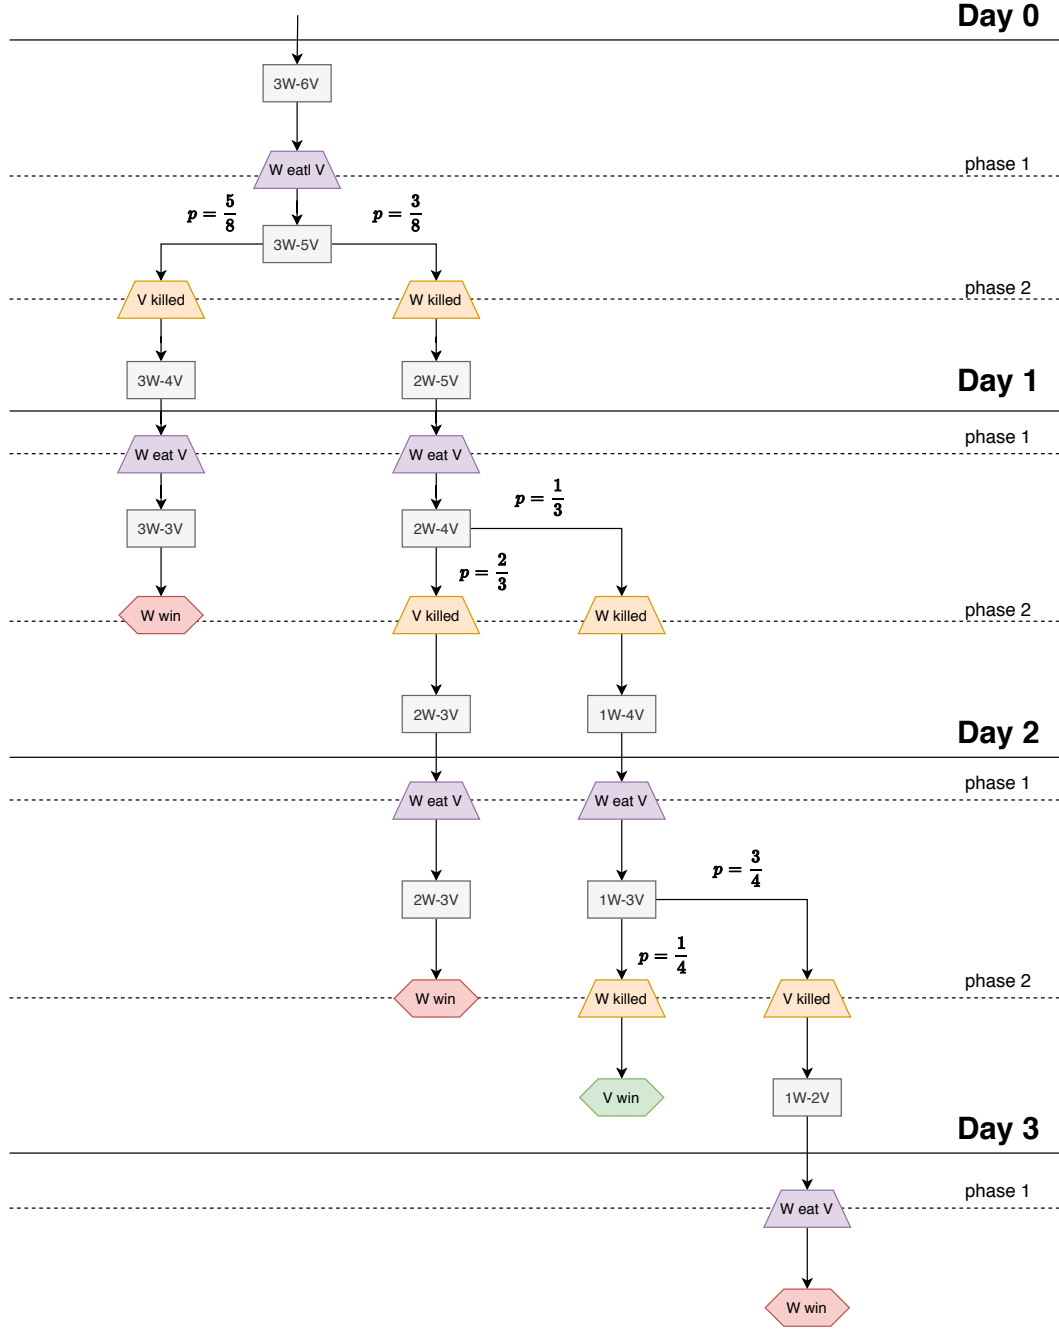 Day 0
3W-6V
phase 1
W eatl V
p = 5/8
p = 3/8
3W-5V
phase 2
V killed
W killed
3W-4V
2W-5V
Day 1
phase 1
W eat V
W eat V
p = 1/3
3W-3V
2W-4V
p = 2/3
phase 2
W win
V killed
W killed
2W-3V
1W-4V
Day 2
phase 1
W eat V
W eat V
p = 3/4
2W-3V
1W-3V
p = 1/4
phase 2
W win
W killed
V killed
V win
1W-2V
Day 3
phase 1
W eat V
W win